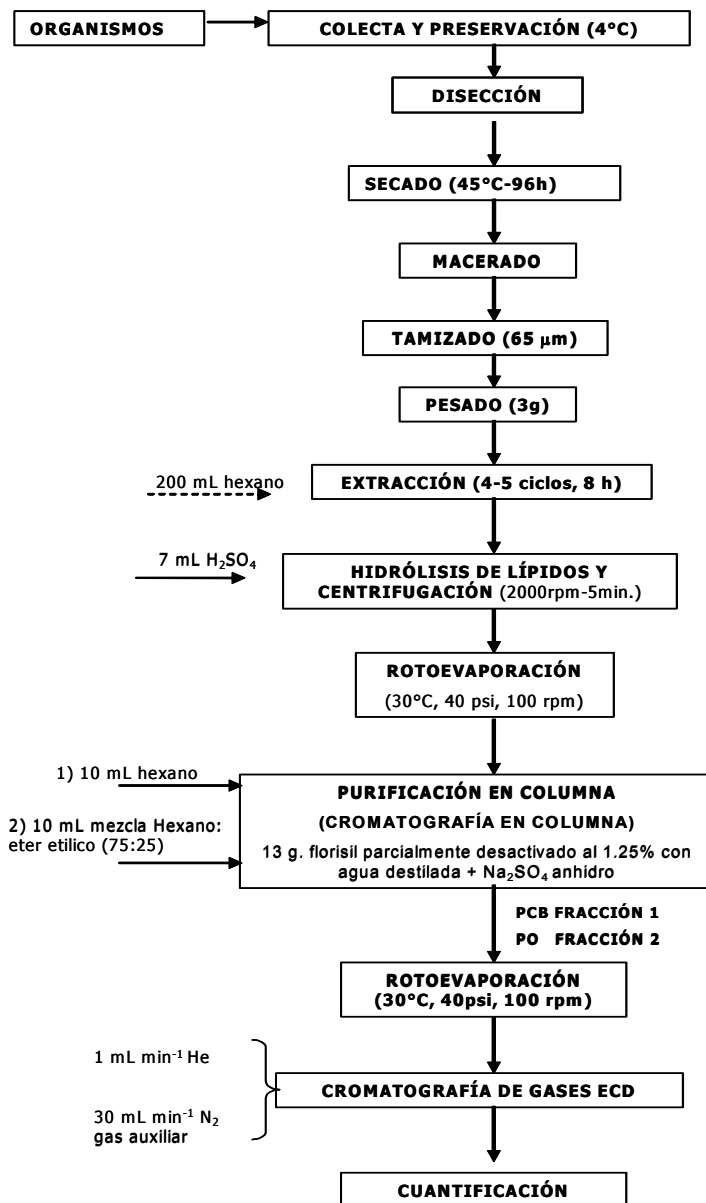 ORGANISMOS
COLECTA Y PRESERVACIÓN (4°C)
DISECCIÓN
SECADO (45°C-96h)
MACERADO
TAMIZADO (65 µm)
PESADO (3g)
200 mL hexano
EXTRACCIÓN (4-5 ciclos, 8 h)
7 mL H₂SO₄
HIDRÓLISIS DE LÍPIDOS Y
CENTRIFUGACIÓN (2000rpm-5min.)
ROTOEVAPORACIÓN
(30°C, 40 psi, 100 rpm)
1) 10 mL hexano
2) 10 mL mezcla Hexano:
eter etilico (75:25)
PURIFICACIÓN EN COLUMNA
(CROMATOGRAFÍA EN COLUMNA)
13 g. florisil parcialmente desactivado al 1.25% con
agua destilada + Na₂SO₄ anhidro
PCB FRACCIÓN 1
PO FRACCIÓN 2
ROTOEVAPORACIÓN
(30°C, 40psi, 100 rpm)
1 mL min⁻¹ He
30 mL min⁻¹ N₂
gas auxiliar
CROMATOGRAFÍA DE GASES ECD
CUANTIFICACIÓN